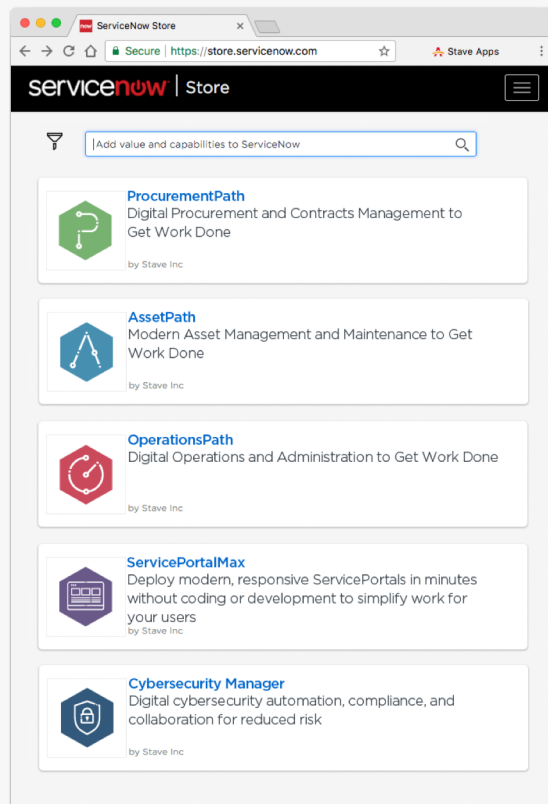 now ServiceNow Store
Secure https://store.servicenow.com
Stave Apps
servicenow Store
Add value and capabilities to ServiceNow
ProcurementPath
Digital Procurement and Contracts Management to
Get Work Done
by Stave Inc
AssetPath
Modern Asset Management and Maintenance to Get
Work Done
by Stave Inc
OperationsPath
Digital Operations and Administration to Get Work Done
by Stave Inc
ServicePortalMax
Deploy modern, responsive ServicePortals in minutes
without coding or development to simplify work for
your users
by Stave Inc
Cybersecurity Manager
Digital cybersecurity automation, compliance, and
collaboration for reduced risk
by Stave Inc